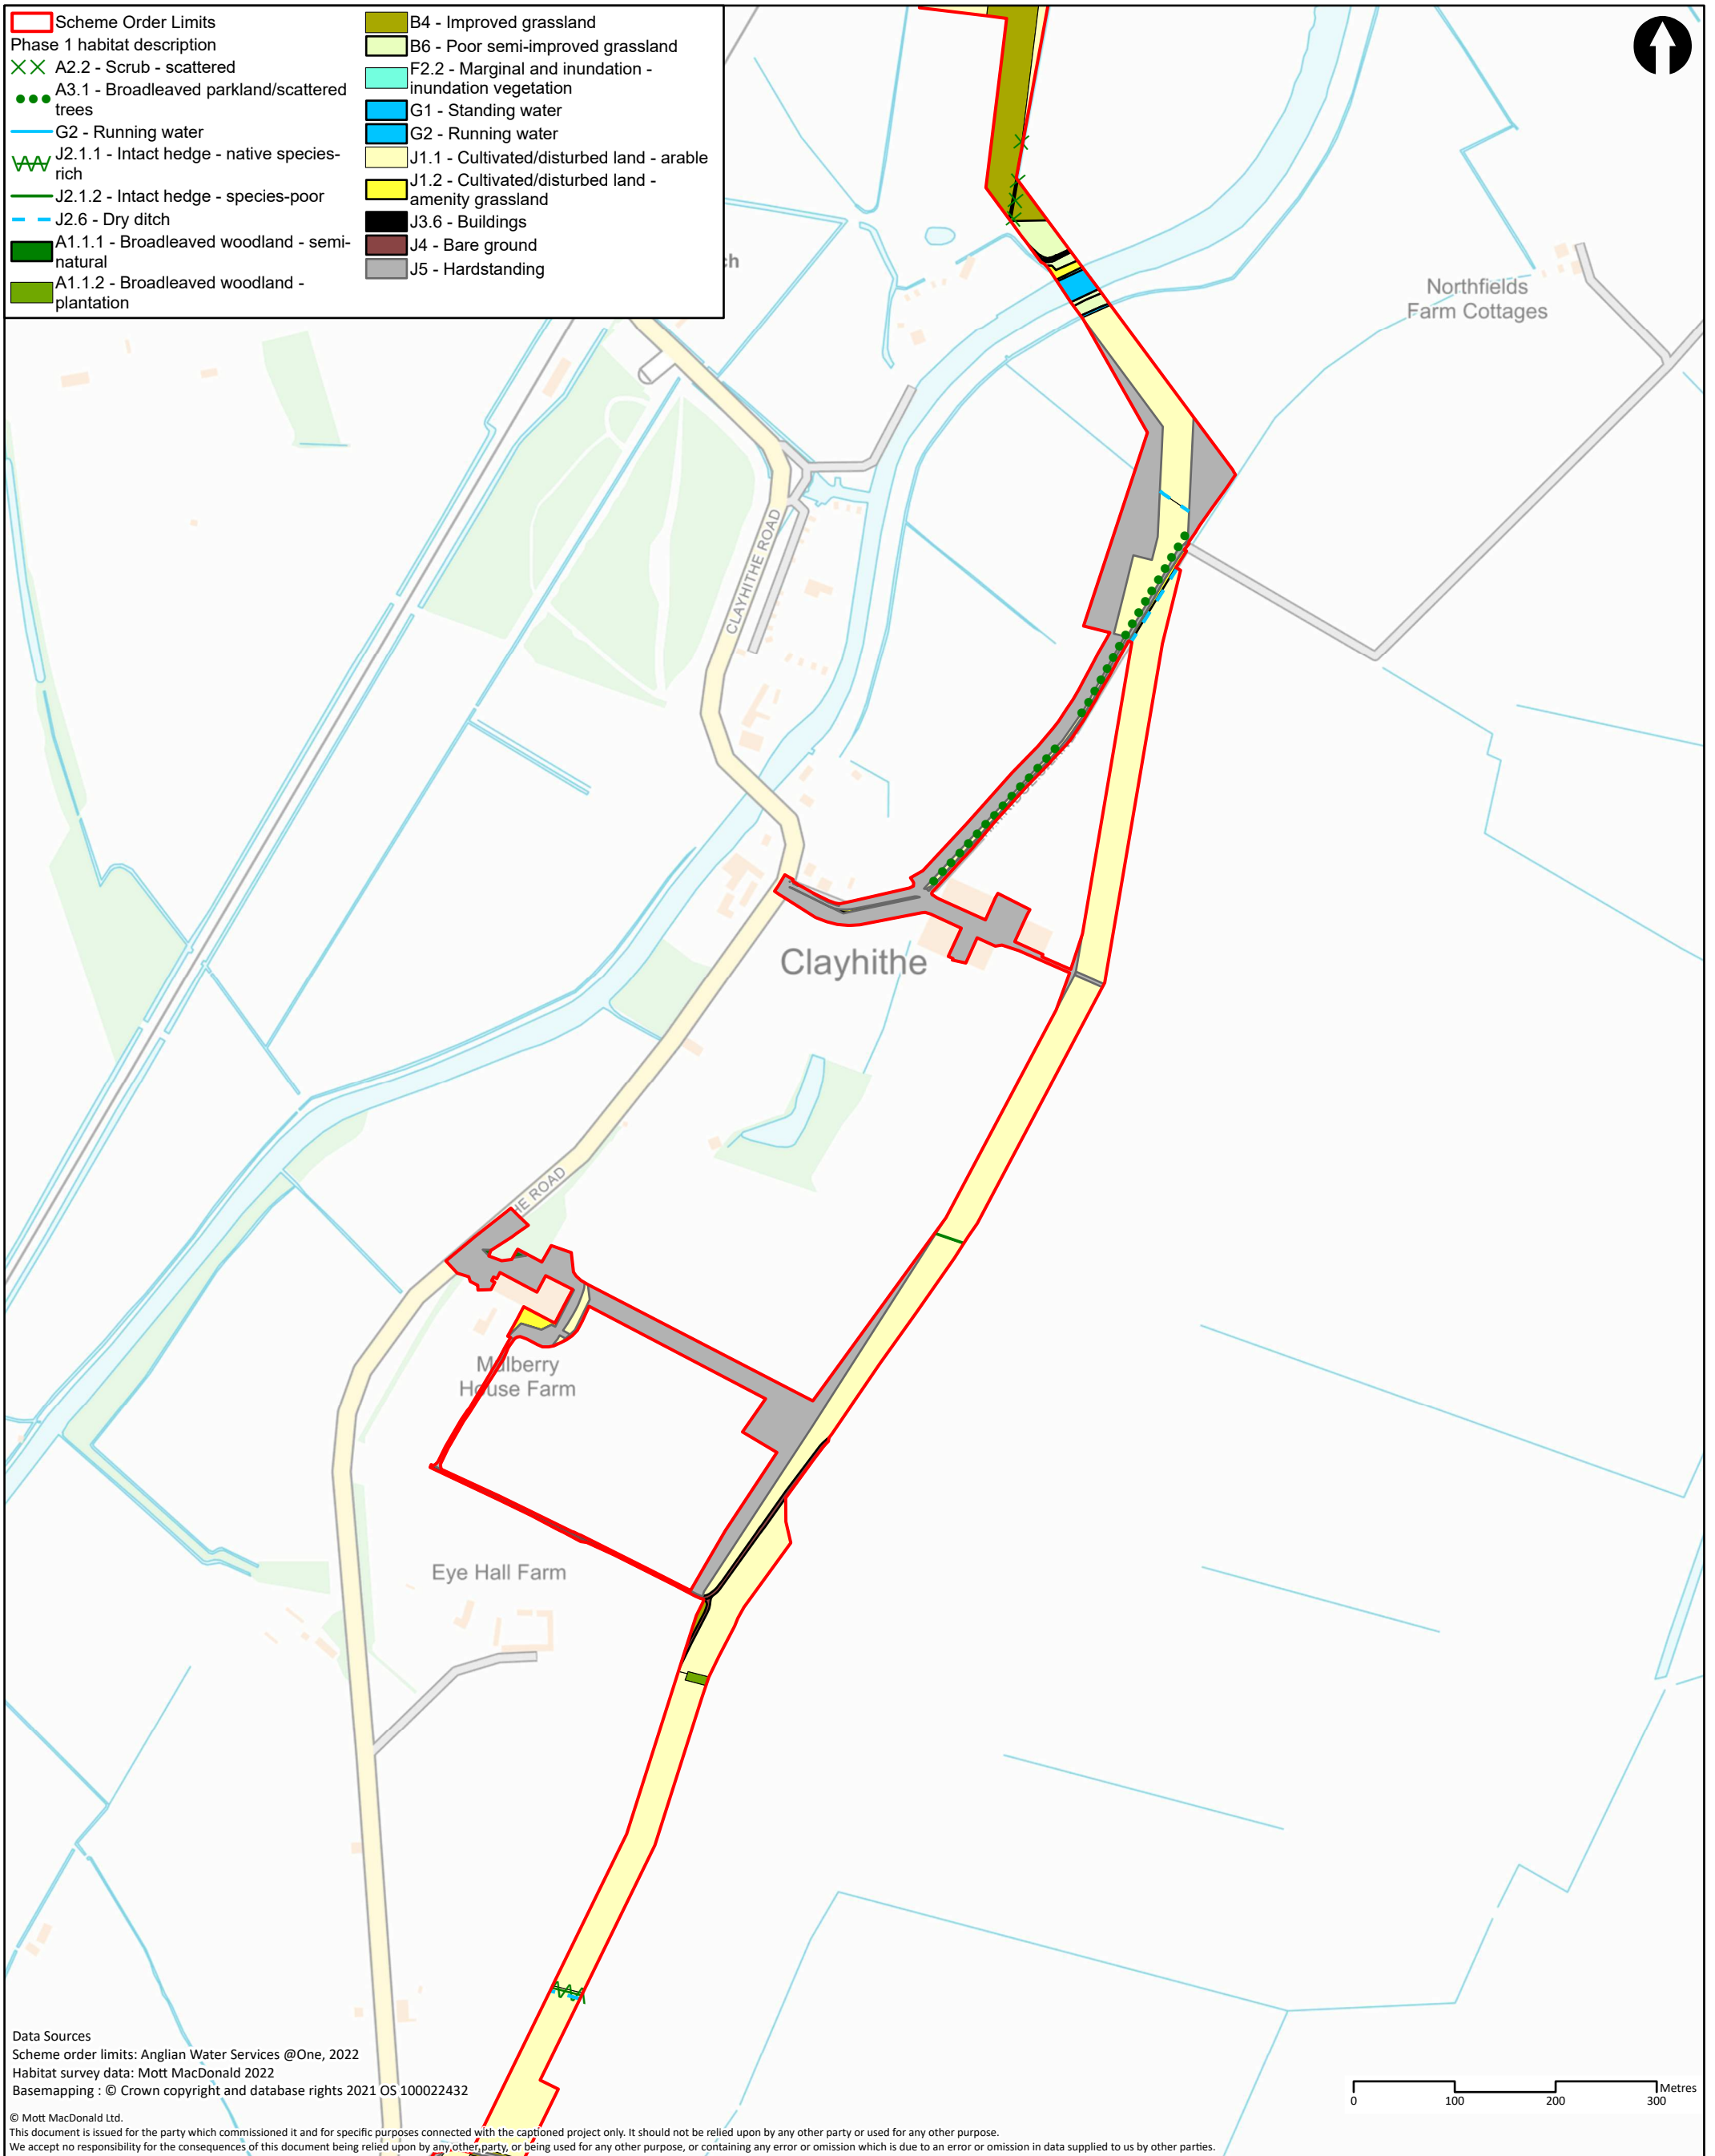 Scheme Order Limits
Phase 1 habitat description
A2.2 - Scrub - scattered
A3.1 - Broadleaved parkland/scattered
trees
G2 - Running water
J2.1.1 - Intact hedge - native species-
rich
J2.1.2 - Intact hedge - species-poor
J2.6 - Dry ditch
A1.1.1 - Broadleaved woodland - semi-
natural
A1.1.2 - Broadleaved woodland -
plantation
B4 - Improved grassland
B6 - Poor semi-improved grassland
F2.2 - Marginal and inundation -
inundation vegetation
G1 - Standing water
G2 - Running water
J1.1 - Cultivated/disturbed land - arable
J1.2 - Cultivated/disturbed land -
amenity grassland
J3.6 - Buildings
J4 - Bare ground
J5 - Hardstanding
Northfields
Farm Cottages
CLAYHITHE ROAD
Clayhithe
HE ROAD
Mulberry
House Farm
Eye Hall Farm
Data Sources
Scheme order limits: Anglian Water Services @One, 2022
Habitat survey data: Mott MacDonald 2022
Basemapping : © Crown copyright and database rights 2021 OS 100022432
0 100 200 300 Metres
© Mott MacDonald Ltd.
This document is issued for the party which commissioned it and for specific purposes connected with the captioned project only. It should not be relied upon by any other party or used for any other purpose.
We accept no responsibility for the consequences of this document being relied upon by any other party, or being used for any other purpose, or containing any error or omission which is due to an error or omission in data supplied to us by other parties.